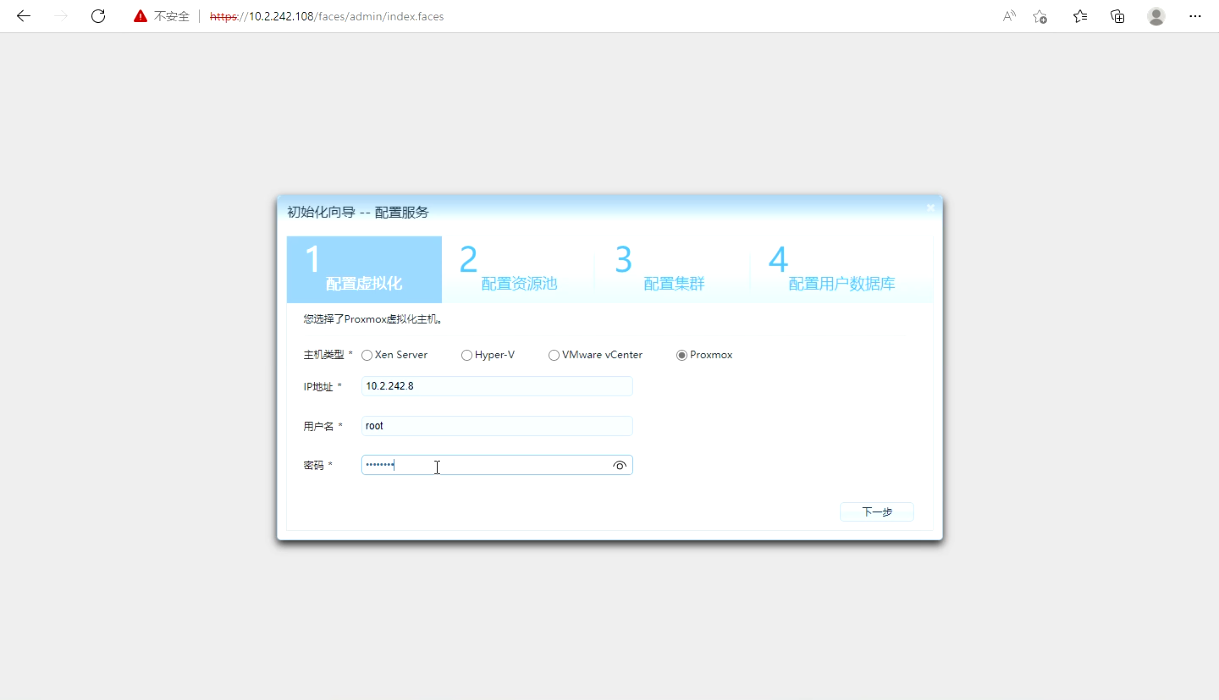 不安全 https://10.2.242.108/faces/admin/index.faces
初始化向导 -- 配置服务
1 配置虚拟化
2 配置资源池
3 配置集群
4 配置用户数据库
您选择了Proxmox虚拟化主机。
主机类型 * Xen Server Hyper-V VMware vCenter Proxmox
IP地址 * 10.2.242.8
用户名 * root
密码 * ••••••••
下一步